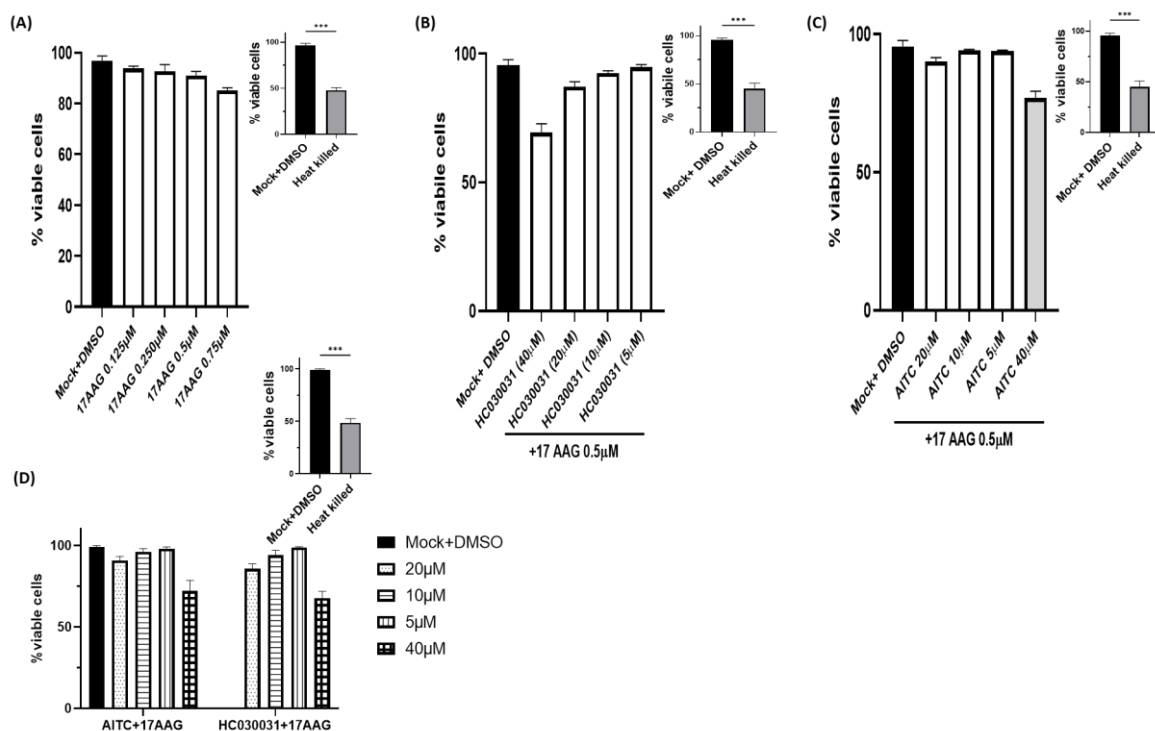 (A)
% viable cells
100
80
60
40
20
0
Mock+DMSO
17AAG 0.125µM
17AAG 0.250µM
17AAG 0.5µM
17AAG 0.75µM
% viable cells
100
50
0
***
Mock+DMSO
Heat killed
(B)
% viable cells
100
50
0
Mock+ DMSO
HC030031 (40µM)
HC030031 (20µM)
HC030031 (10µM)
HC030031 (5µM)
+17 AAG 0.5µM
% viabile cells
100
50
0
***
Mock+ DMSO
Heat killed
(C)
% viabile cells
100
50
0
Mock+ DMSO
AITC 20µM
AITC 10µM
AITC 5µM
AITC 40µM
+17 AAG 0.5µM
% viabile cells
100
50
0
***
Mock+ DMSO
Heat killed
(D)
% viable cells
100
50
0
AITC+17AAG
HC030031+17AAG
% viable cells
100
50
0
***
Mock+DMSO
Heat killed
Mock+DMSO
20µM
10µM
5µM
40µM